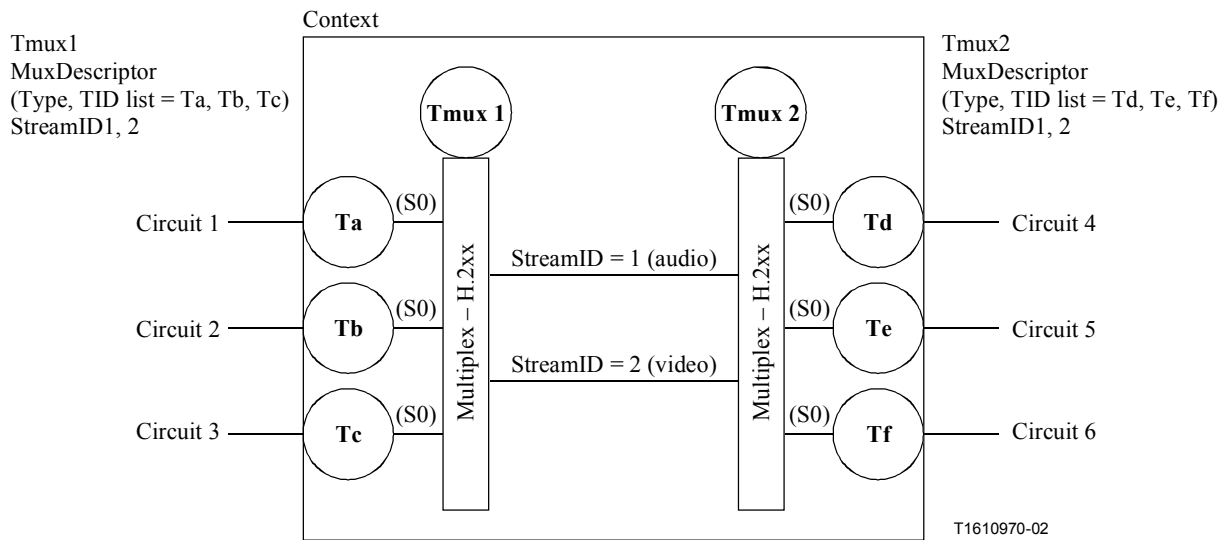 Context
Tmux1
MuxDescriptor
(Type, TID list = Ta, Tb, Tc)
StreamID1, 2
Tmux2
MuxDescriptor
(Type, TID list = Td, Te, Tf)
StreamID1, 2
Tmux 1
Tmux 2
Circuit 1
Ta
(S0)
(S0)
Td
Circuit 4
StreamID = 1 (audio)
Circuit 2
Tb
(S0)
Multiplex – H.2xx
Multiplex – H.2xx
(S0)
Te
Circuit 5
StreamID = 2 (video)
Circuit 3
Tc
(S0)
(S0)
Tf
Circuit 6
T1610970-02